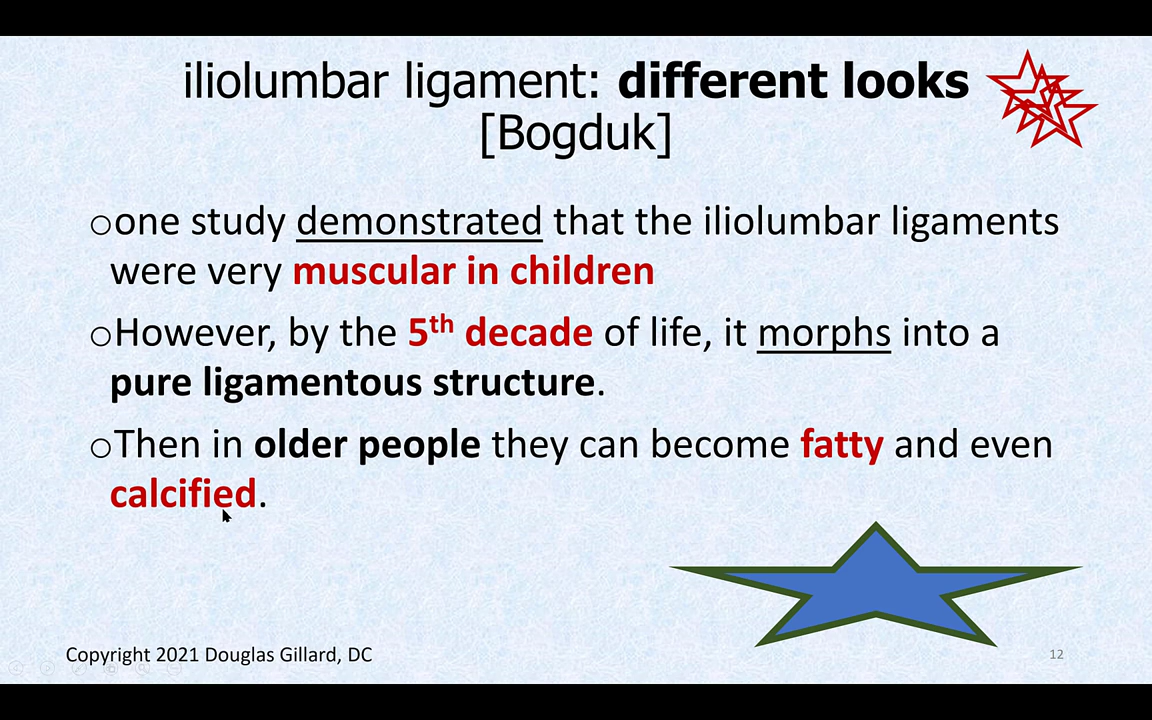 iliolumbar ligament: different looks
[Bogduk]
○one study demonstrated that the iliolumbar ligaments
were very muscular in children
○However, by the 5th decade of life, it morphs into a
pure ligamentous structure.
○Then in older people they can become fatty and even
calcified.
Copyright 2021 Douglas Gillard, DC
12